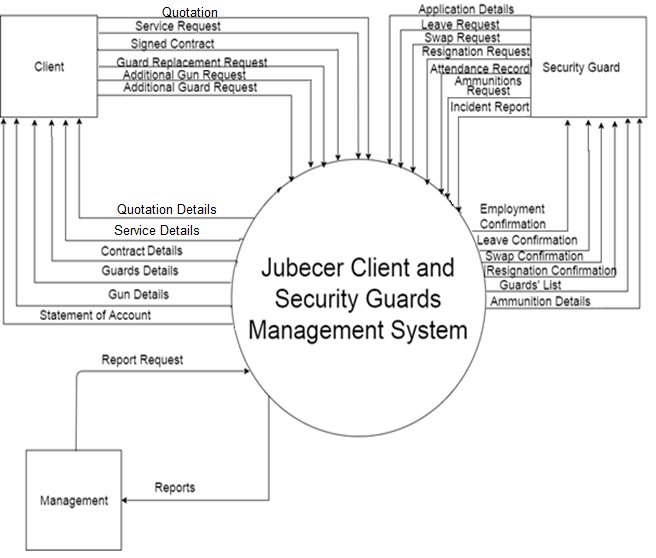 Quotation
Service Request
Signed Contract
Guard Replacement Request
Additional Gun Request
Additional Guard Request
Client
Application Details
Leave Request
Swap Request
Resignation Request
Attendance Record
Ammunitions
Request
Incident Report
Security Guard
Quotation Details
Service Details
Contract Details
Guards Details
Gun Details
Statement of Account
Employment
Confirmation
Leave Confirmation
Swap Confirmation
Resignation Confirmation
Guards' List
Ammunition Details
Jubecer Client and
Security Guards
Management System
Report Request
Management
Reports